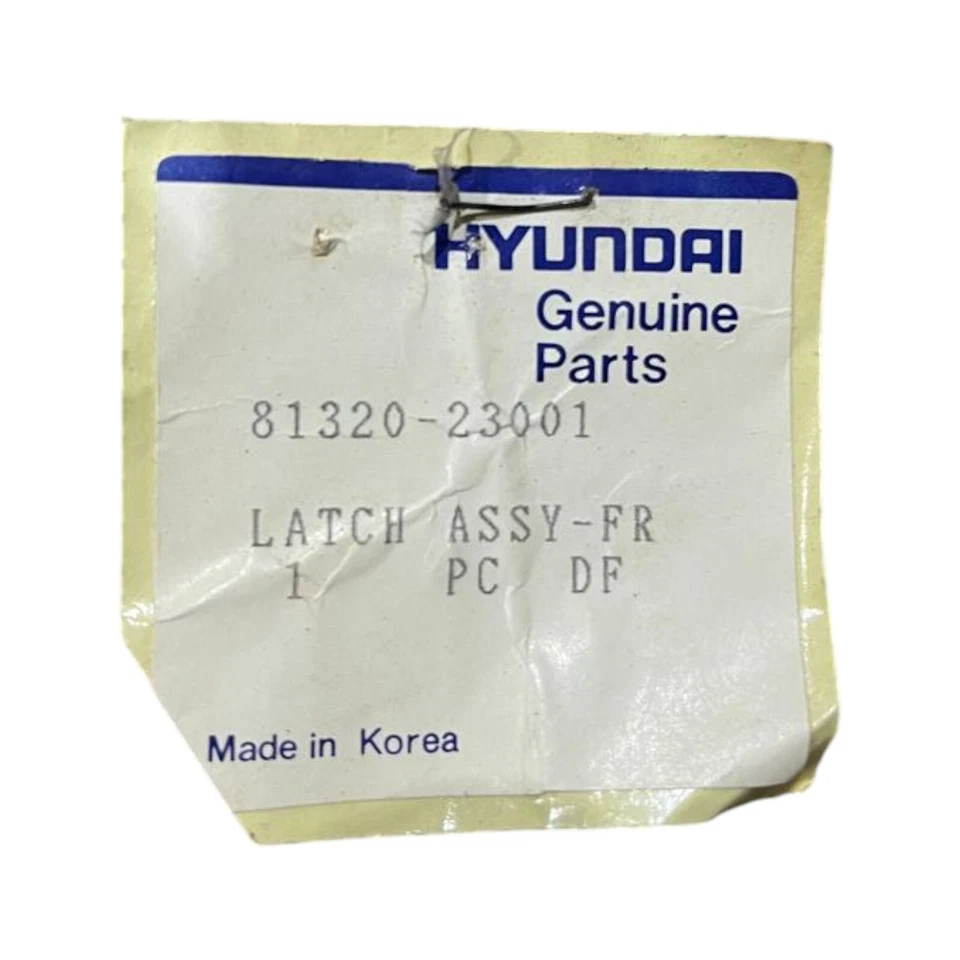 HYUNDAI
Genuine
Parts
81320-23001
LATCH ASSY-FR
1 PC DF
Made in Korea